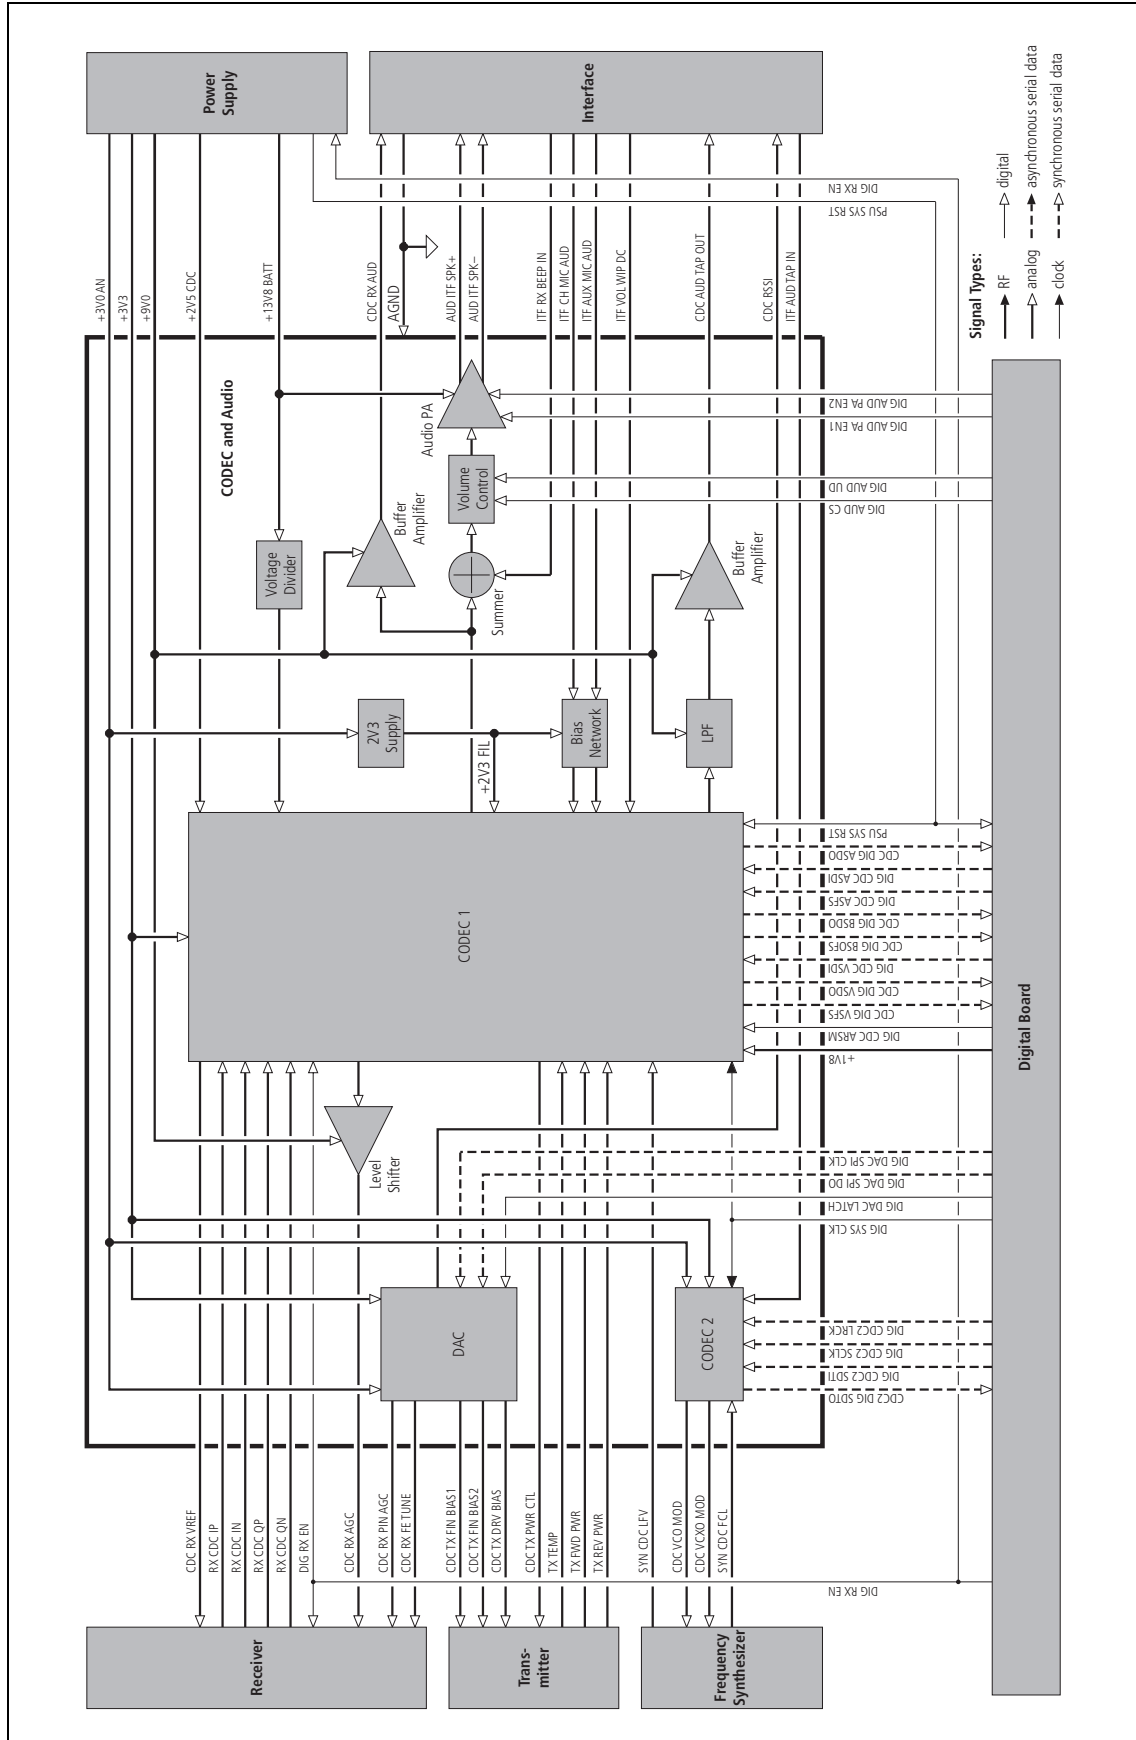 Power
Supply
Interface
+3V0 AN
+3V3
+9V0
+2V5 CDC
+13V8 BATT
CDC RX AUD
AGND
AUD ITF SPK+
AUD ITF SPK–
ITF RX BEEP IN
ITF CH MIC AUD
ITF AUX MIC AUD
ITF VOL WIP DC
CDC AUD TAP OUT
CDC RSSI
ITF AUD TAP IN
DIG RX EN
PSU SYS RST
Signal Types:
RF
analog
clock
digital
asynchronous serial data
synchronous serial data
CODEC and Audio
Audio PA
Volume
Control
Buffer
Amplifier
Voltage
Divider
Summer
Buffer
Amplifier
2V3
Supply
+2V3 FIL
Bias
Network
LPF
DIG AUD PA EN2
DIG AUD PA EN1
DIG AUD UD
DIG AUD CS
CODEC 1
PSU SYS RST
CDC DIG ASDO
DIG CDC ASDI
DIG CDC ASFS
CDC DIG BSDO
CDC DIG BSOFS
DIG CDC VSDI
CDC DIG VSDO
CDC DIG VSFS
DIG CDC ARSM
+1V8
Digital Board
Level
Shifter
DIG DAC SPI CLK
DIG DAC SPI DO
DIG DAC LATCH
DIG SYS CLK
DAC
CODEC 2
DIG CDC2 LRCK
DIG CDC2 SCLK
DIG CDC2 SDTI
CDC2 DIG SDTO
CDC RX VREF
RX CDC IP
RX CDC IN
RX CDC QP
RX CDC QN
DIG RX EN
CDC RX AGC
CDC RX PIN AGC
CDC RX FE TUNE
CDC TX FIN BIAS1
CDC TX FIN BIAS2
CDC TX DRV BIAS
CDC TX PWR CTL
TX TEMP
TX FWD PWR
TX REV PWR
SYN CDC LFV
CDC VCO MOD
CDC VCXO MOD
SYN CDC FCL
DIG RX EN
Receiver
Trans-
mitter
Frequency
Synthesizer